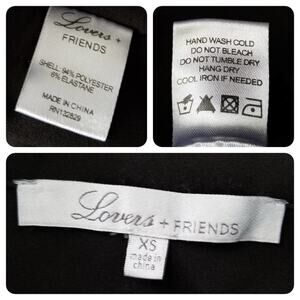 Lovers +
FRIENDS
SHELL: 94% POLYESTER
6% ELASTANE
MADE IN CHINA
RN132829
HAND WASH COLD
DO NOT BLEACH
DO NOT TUMBLE DRY
HANG DRY
COOL IRON IF NEEDED
Lovers + FRIENDS
XS
made in
china